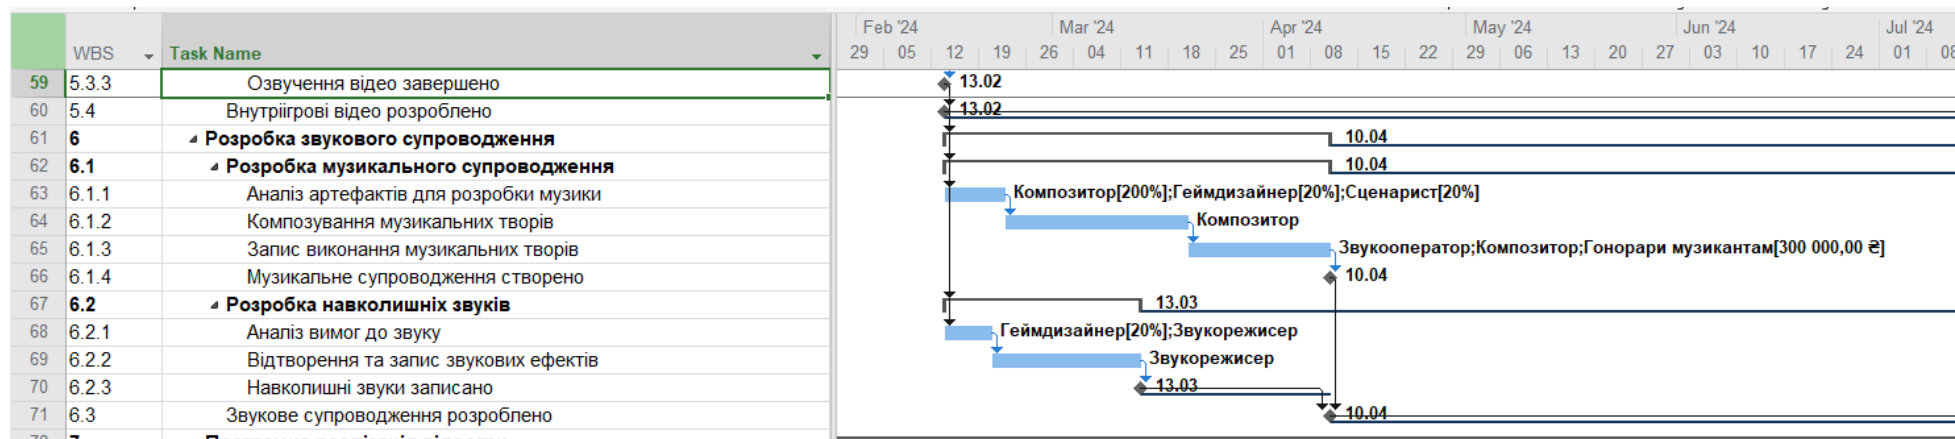 Feb '24 Mar '24 Apr '24 May '24 Jun '24 Jul '24
WBS Task Name 29 05 12 19 26 04 11 18 25 01 08 15 22 29 06 13 20 27 03 10 17 24 01 08
59 5.3.3 Озвучення відео завершено 13.02
60 5.4 Внутріігрові відео розроблено 13.02
61 6 Розробка звукового супроводження 10.04
62 6.1 Розробка музикального супроводження 10.04
63 6.1.1 Аналіз артефактів для розробки музики Композитор[200%];Геймдизайнер[20%];Сценарист[20%]
64 6.1.2 Композування музикальних творів Композитор
65 6.1.3 Запис виконання музикальних творів Звукооператор;Композитор;Гонорари музикантам[300 000,00 ₴]
66 6.1.4 Музикальне супроводження створено 10.04
67 6.2 Розробка навколишніх звуків 13.03
68 6.2.1 Аналіз вимог до звуку Геймдизайнер[20%];Звукорежисер
69 6.2.2 Відтворення та запис звукових ефектів Звукорежисер
70 6.2.3 Навколишні звуки записано 13.03
71 6.3 Звукове супроводження розроблено 10.04